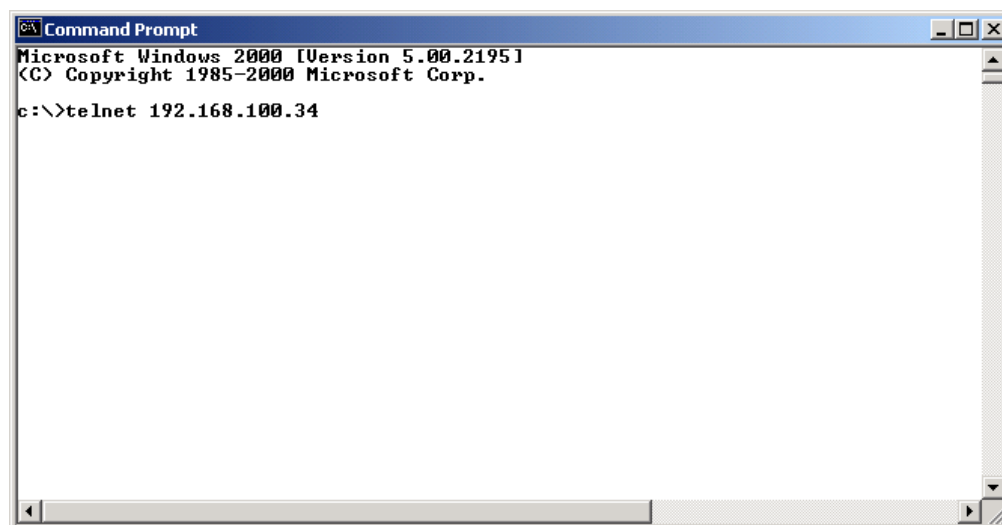 Command Prompt
Microsoft Windows 2000 [Version 5.00.2195]
(C) Copyright 1985-2000 Microsoft Corp.
c:\>telnet 192.168.100.34